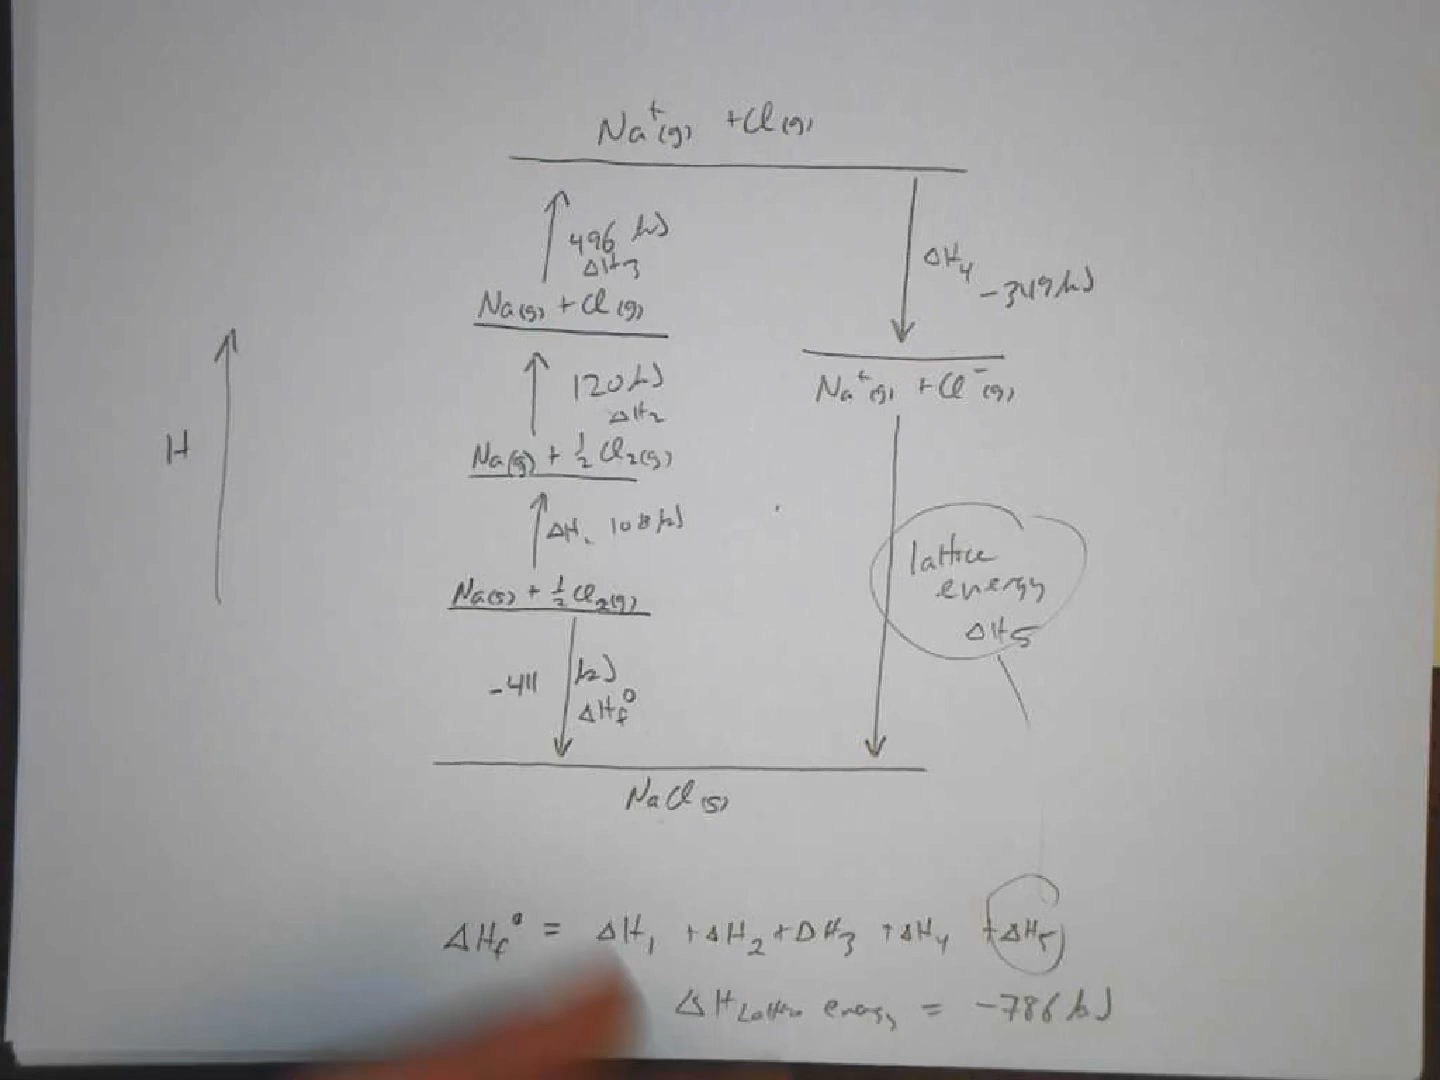 Na⁺(g) + Cl(g)
496 kJ
ΔH3
ΔH4
-349 kJ
Na(g) + Cl(g)
H
120 kJ
ΔH2
Na⁺(g) + Cl⁻(g)
Na(g) + ½ Cl2(g)
ΔH1 108 kJ
lattice
energy
ΔH5
Na(s) + ½ Cl2(g)
-411 kJ
ΔHf°
NaCl(s)
ΔHf° = ΔH1 + ΔH2 + ΔH3 + ΔH4 + ΔH5
ΔH Lattice energy = -786 kJ